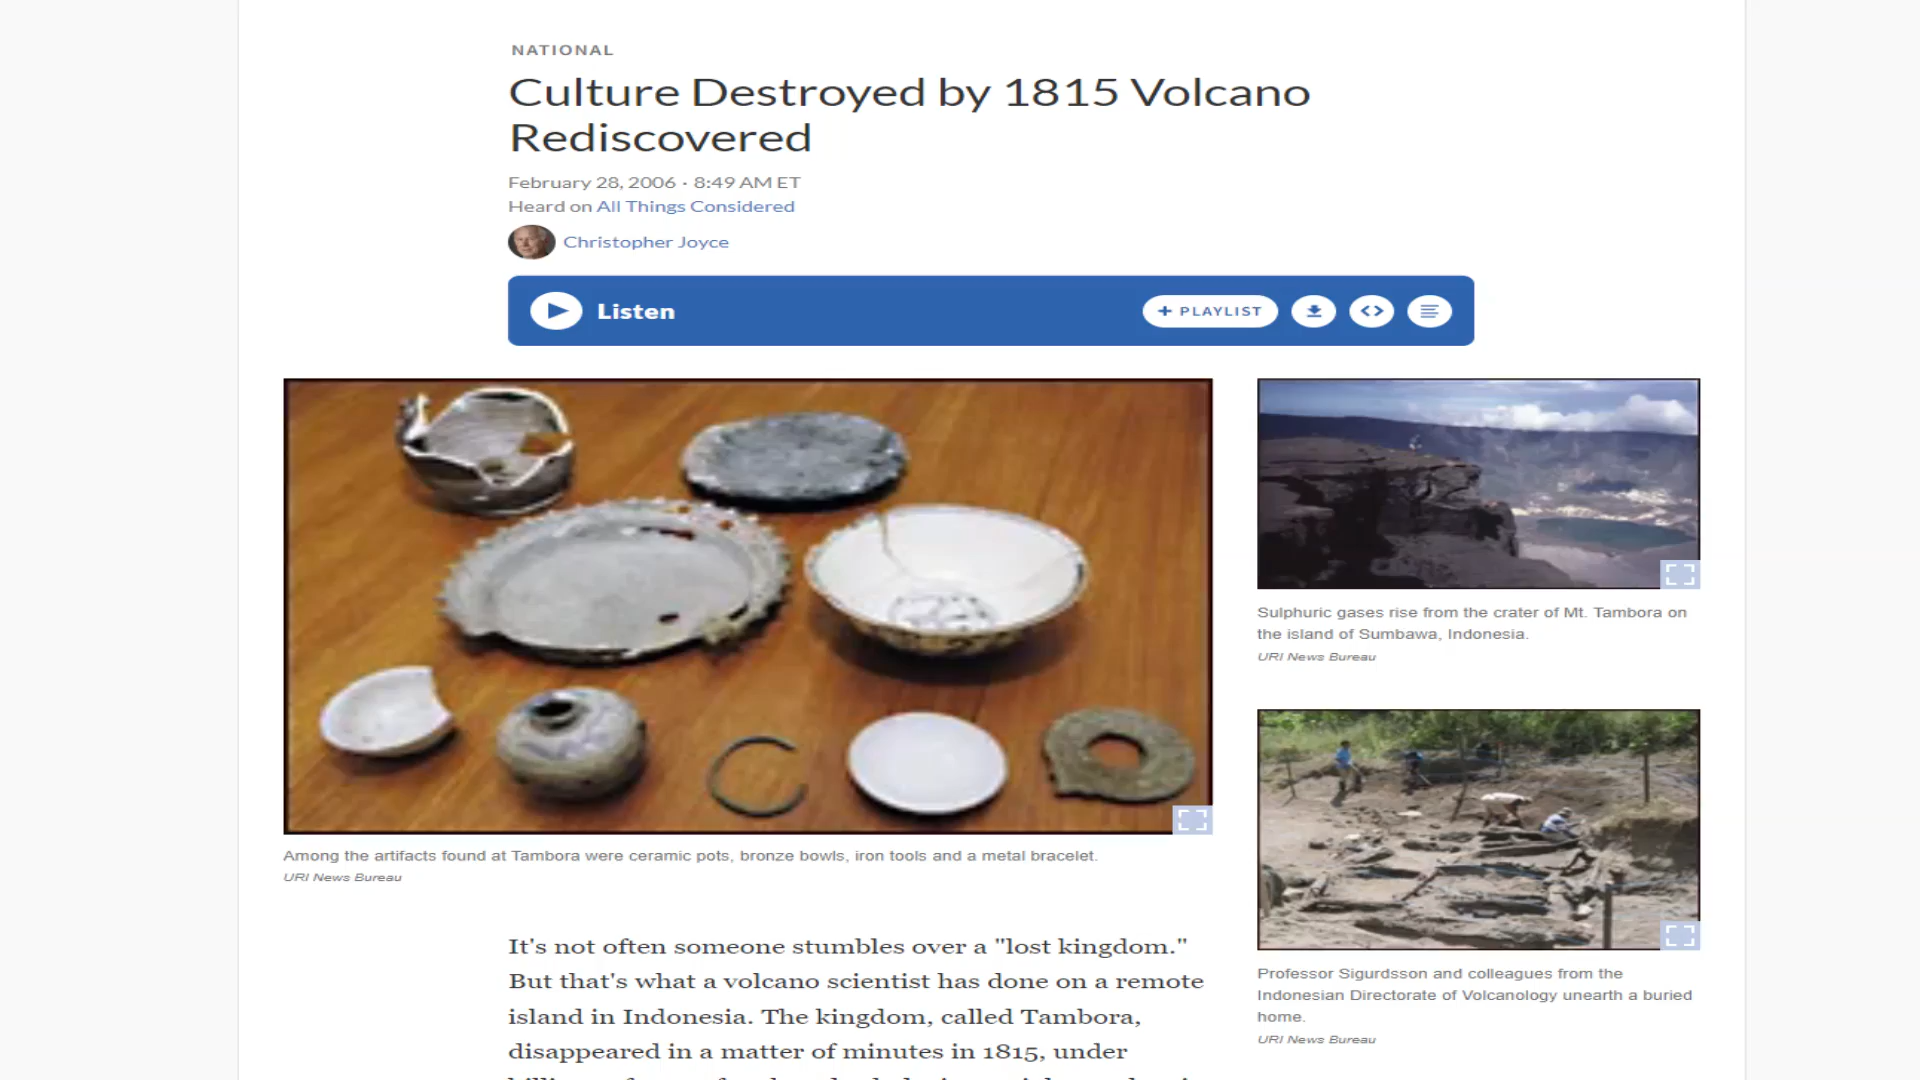 NATIONAL
Culture Destroyed by 1815 Volcano
Rediscovered
February 28, 2006 · 8:49 AM ET
Heard on All Things Considered
Christopher Joyce
Listen
+ PLAYLIST
Among the artifacts found at Tambora were ceramic pots, bronze bowls, iron tools and a metal bracelet.
URI News Bureau
Sulphuric gases rise from the crater of Mt. Tambora on
the island of Sumbawa, Indonesia.
URI News Bureau
Professor Sigurdsson and colleagues from the
Indonesian Directorate of Volcanology unearth a buried
home.
URI News Bureau
It's not often someone stumbles over a "lost kingdom."
But that's what a volcano scientist has done on a remote
island in Indonesia. The kingdom, called Tambora,
disappeared in a matter of minutes in 1815, under